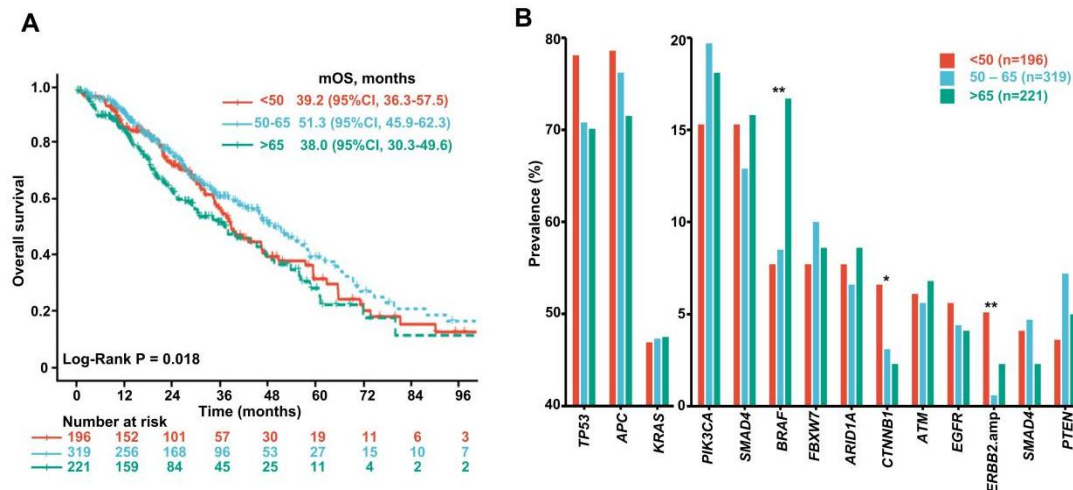 A
mOS, months
<50 39.2 (95%CI, 36.3-57.5)
50-65 51.3 (95%CI, 45.9-62.3)
>65 38.0 (95%CI, 30.3-49.6)
Overall survival
1.0
0.8
0.6
0.4
0.2
0
Log-Rank P = 0.018
0 12 24 36 48 60 72 84 96
Time (months)
Number at risk
196 152 101 57 30 19 11 6 3
319 256 168 96 53 27 15 10 7
221 159 84 45 25 11 4 2 2
B
Prevalence (%)
80
70
60
50
40
20
15
10
5
0
<50 (n=196)
50 – 65 (n=319)
>65 (n=221)
**
*
**
TP53
APC
KRAS
PIK3CA
SMAD4
BRAF
FBXW7
ARID1A
CTNNB1
ATM
EGFR
ERBB2.amp
SMAD4
PTEN